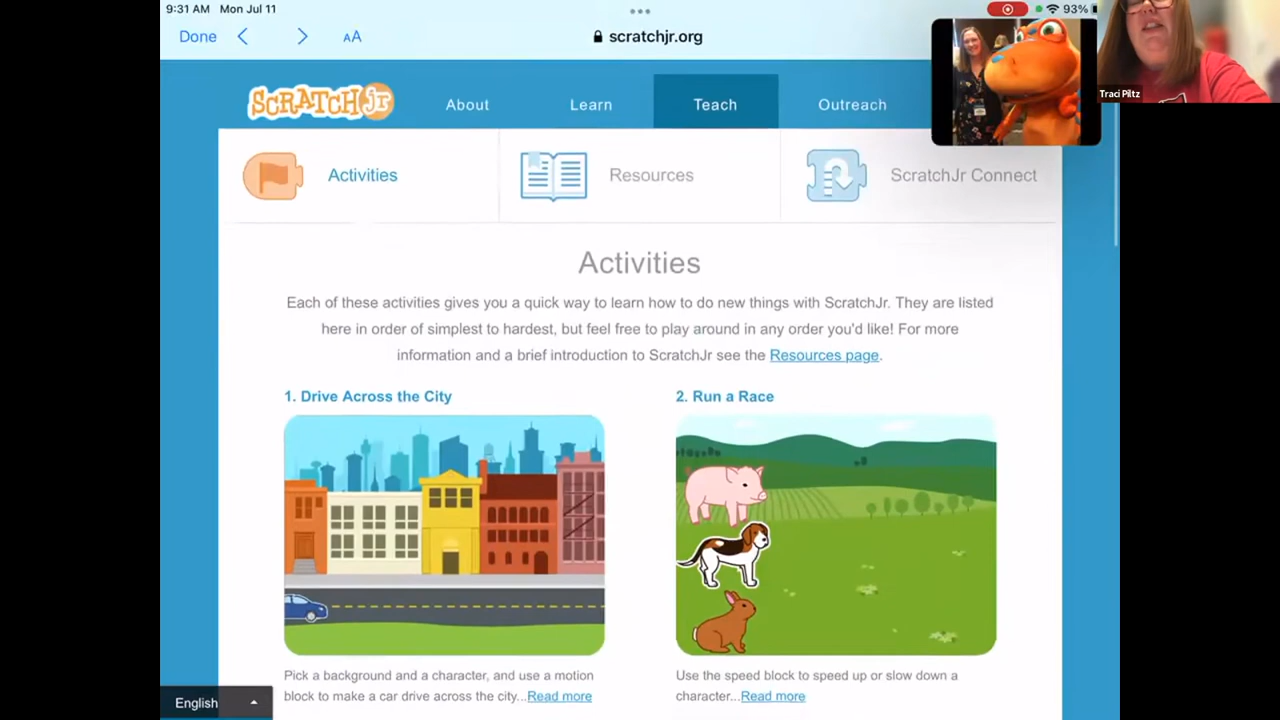 9:31 AM Mon Jul 11
93%
Done
AA
scratchjr.org
Traci Piltz
SCRATCH jr
About
Learn
Teach
Outreach
Activities
Resources
ScratchJr Connect
Activities
Each of these activities gives you a quick way to learn how to do new things with ScratchJr. They are listed
here in order of simplest to hardest, but feel free to play around in any order you'd like! For more
information and a brief introduction to ScratchJr see the Resources page.
1. Drive Across the City
2. Run a Race
Pick a background and a character, and use a motion
block to make a car drive across the city...Read more
Use the speed block to speed up or slow down a
character...Read more
English